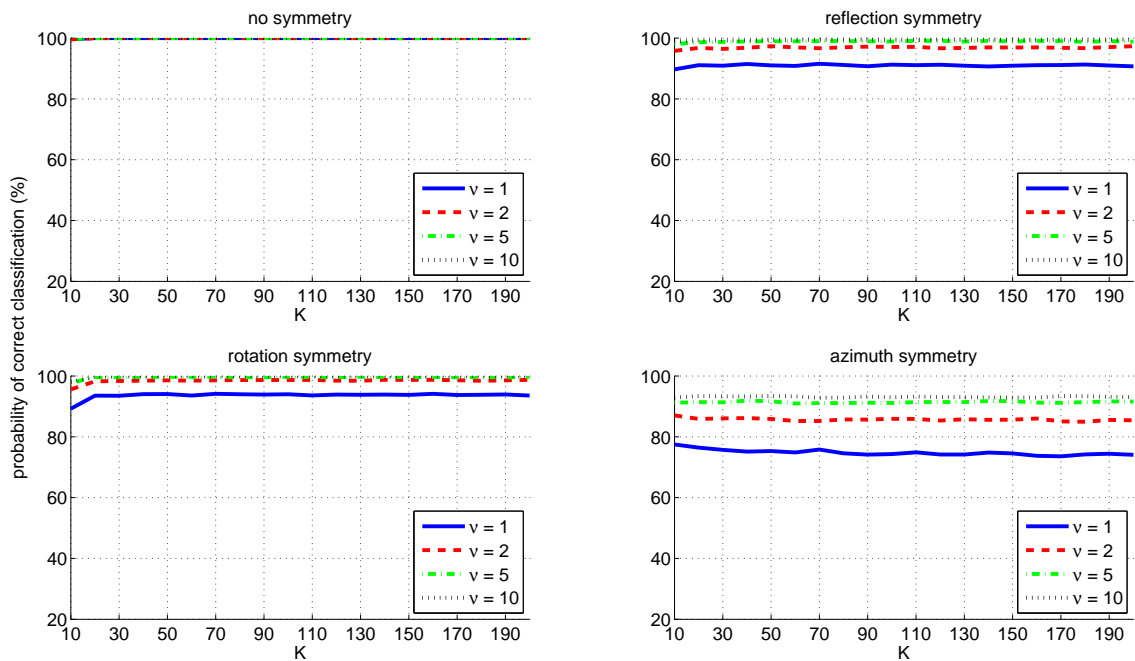 probability of correct classification (%)
no symmetry
100
80
60
40
20
10 30 50 70 90 110 130 150 170 190
K
ν = 1
ν = 2
ν = 5
ν = 10
reflection symmetry
100
80
60
40
20
10 30 50 70 90 110 130 150 170 190
K
ν = 1
ν = 2
ν = 5
ν = 10
rotation symmetry
100
80
60
40
20
10 30 50 70 90 110 130 150 170 190
K
ν = 1
ν = 2
ν = 5
ν = 10
azimuth symmetry
100
80
60
40
20
10 30 50 70 90 110 130 150 170 190
K
ν = 1
ν = 2
ν = 5
ν = 10